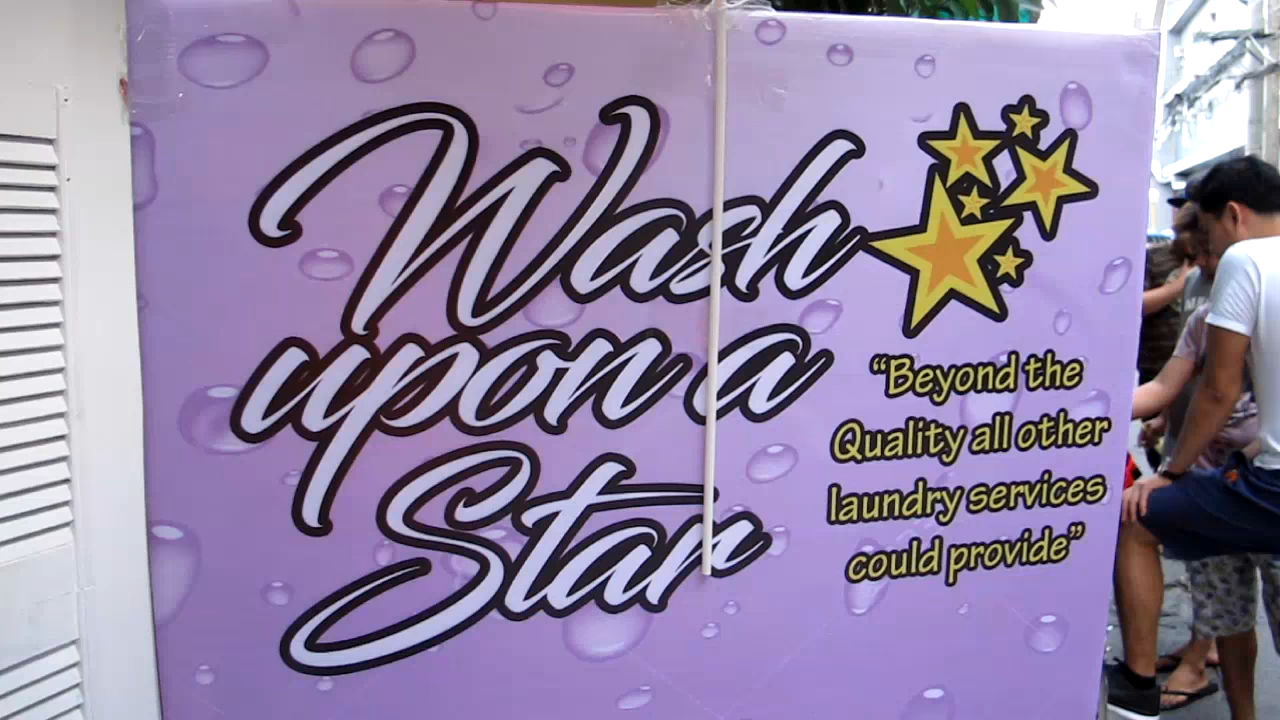 Wash
upon a
Star
“Beyond the
Quality all other
laundry services
could provide”